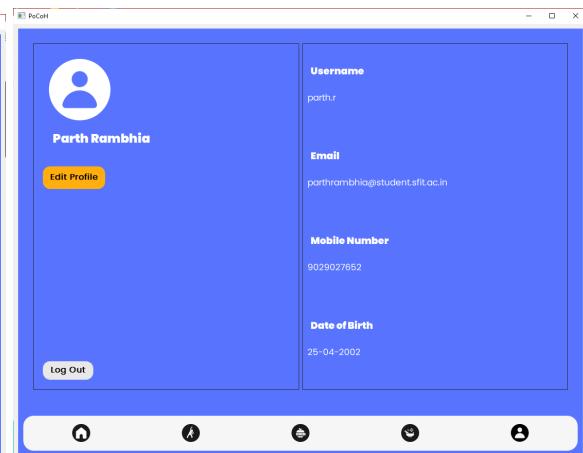 PoCoH
Parth Rambhia
Edit Profile
Log Out
Username
parth.r
Email
parthrambhia@student.sfit.ac.in
Mobile Number
9029027652
Date of Birth
25-04-2002